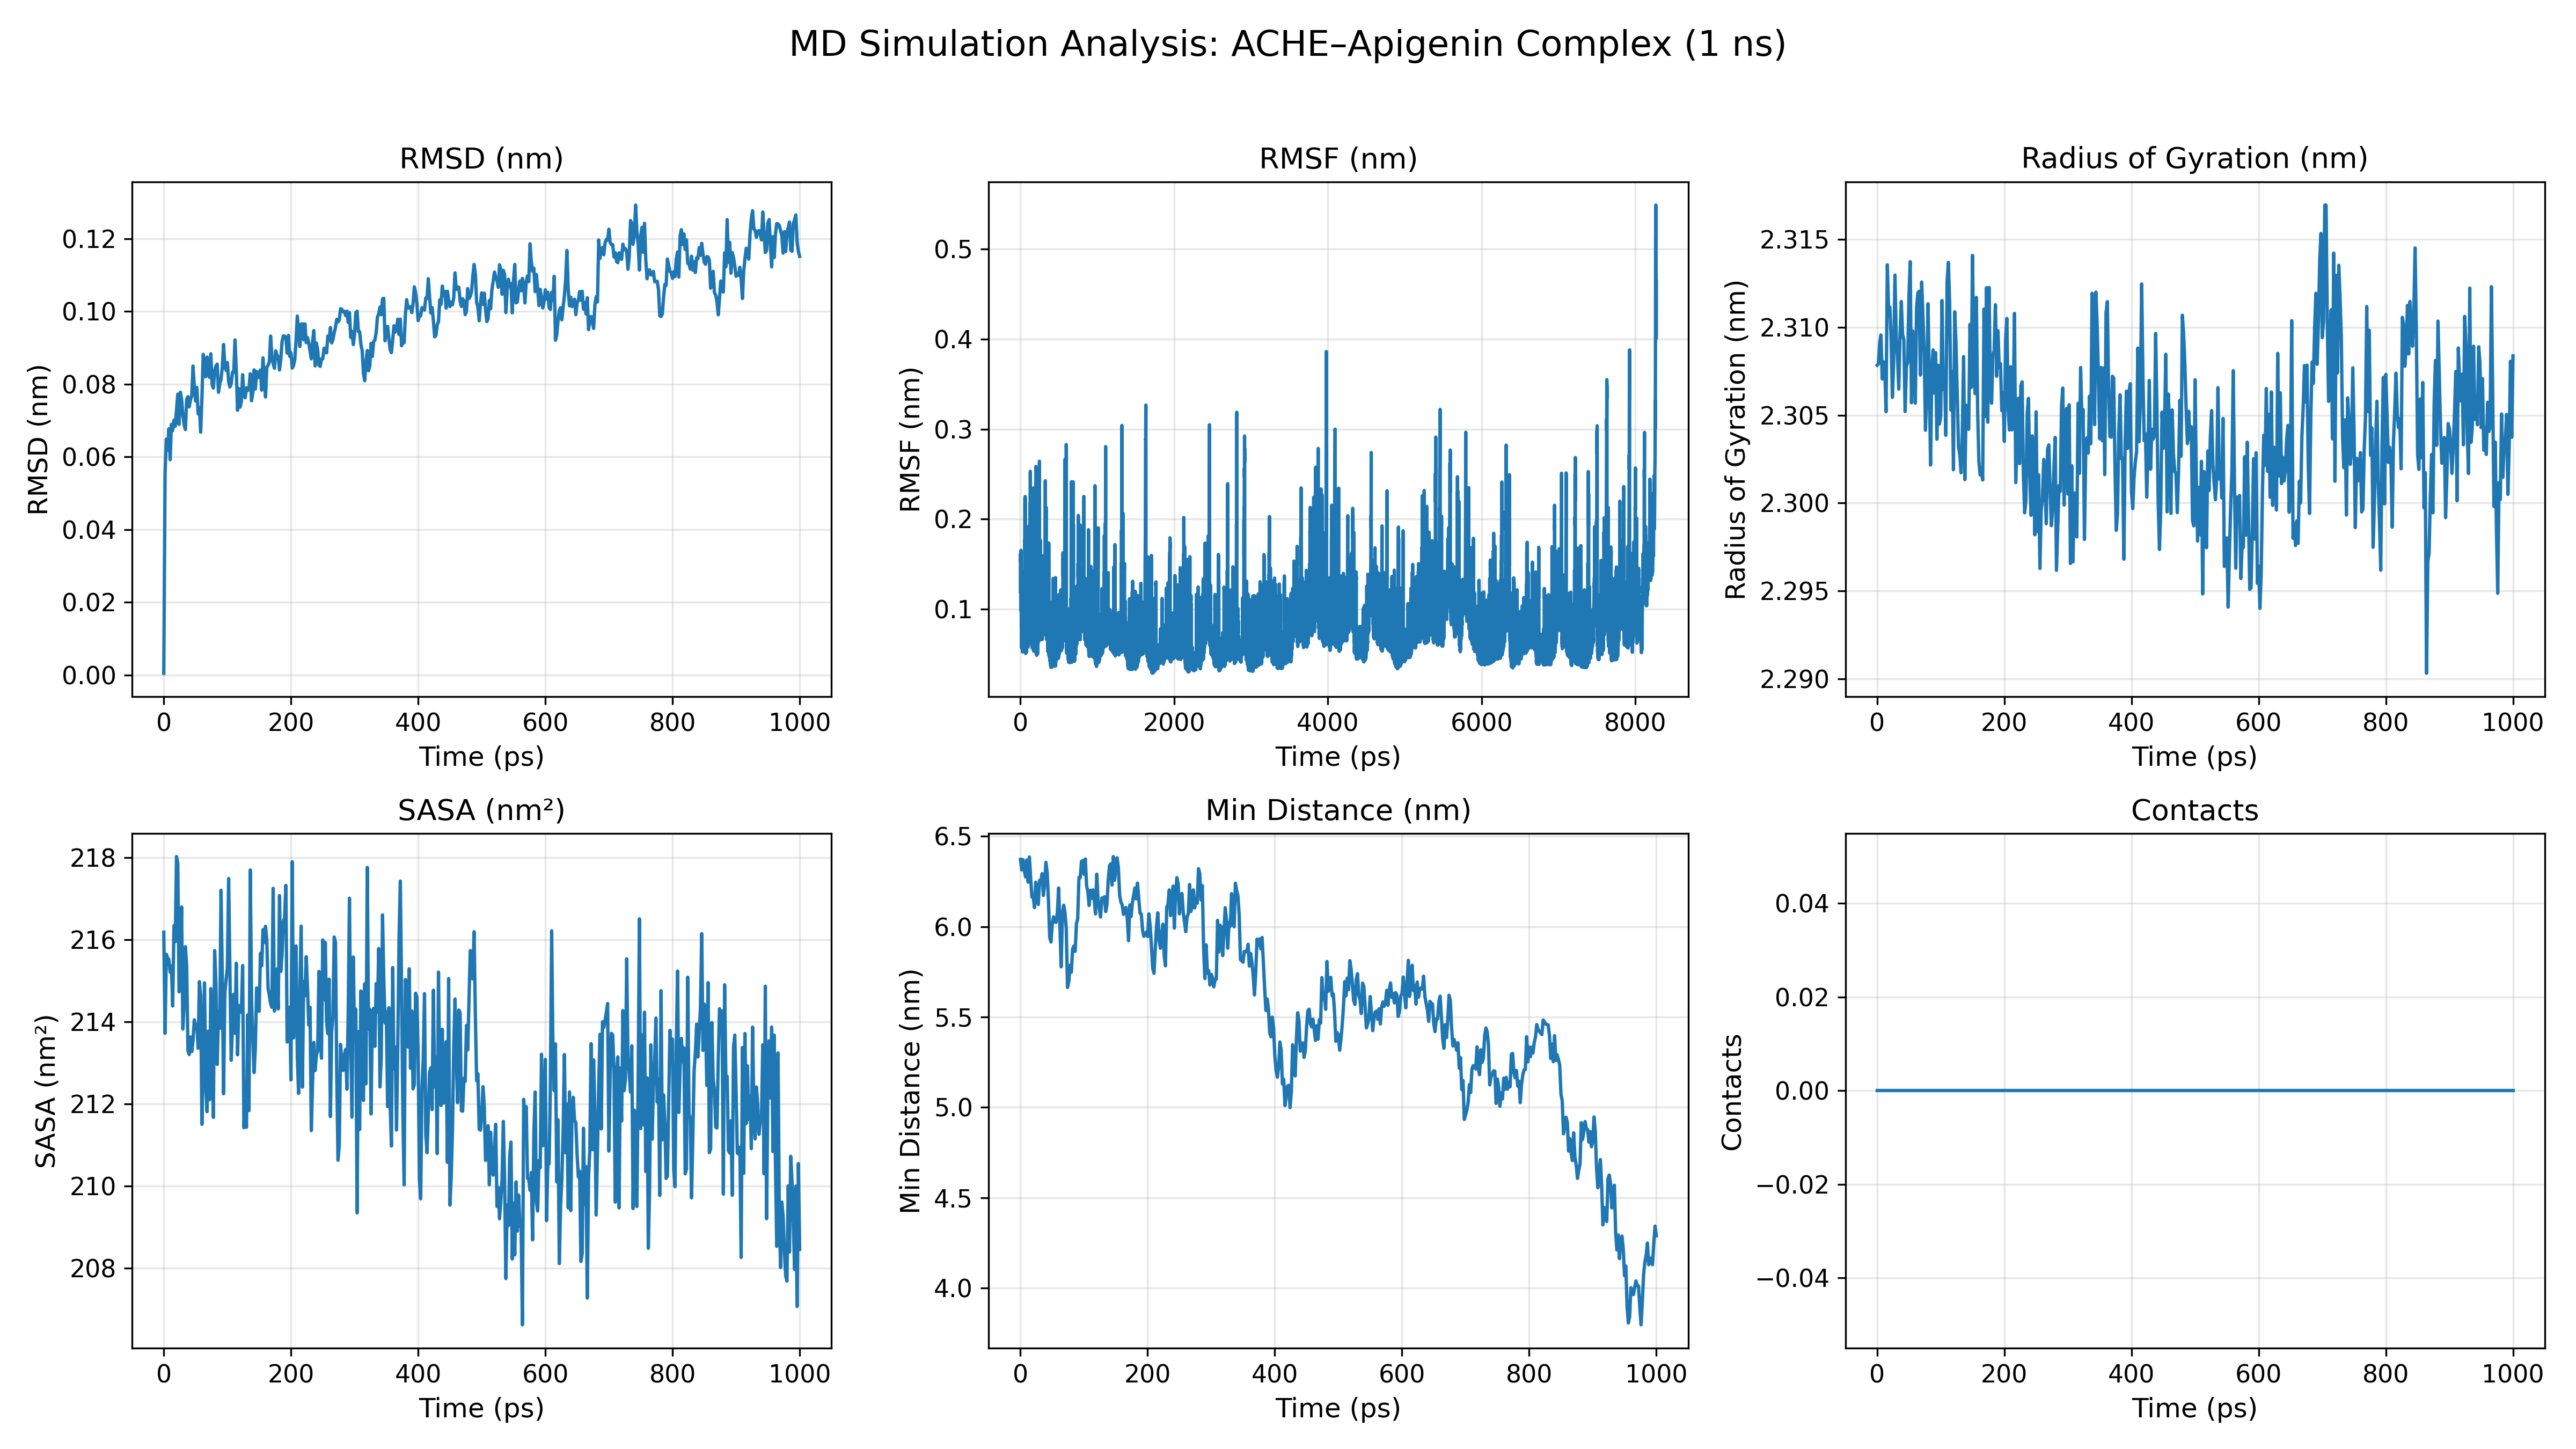 MD Simulation Analysis: ACHE–Apigenin Complex (1 ns)
RMSD (nm)
RMSD (nm)
0.12
0.10
0.08
0.06
0.04
0.02
0.00
0 200 400 600 800 1000
Time (ps)
RMSF (nm)
RMSF (nm)
0.5
0.4
0.3
0.2
0.1
0 2000 4000 6000 8000
Time (ps)
Radius of Gyration (nm)
Radius of Gyration (nm)
2.315
2.310
2.305
2.300
2.295
2.290
0 200 400 600 800 1000
Time (ps)
SASA (nm²)
SASA (nm²)
218
216
214
212
210
208
0 200 400 600 800 1000
Time (ps)
Min Distance (nm)
Min Distance (nm)
6.5
6.0
5.5
5.0
4.5
4.0
0 200 400 600 800 1000
Time (ps)
Contacts
Contacts
0.04
0.02
0.00
−0.02
−0.04
0 200 400 600 800 1000
Time (ps)